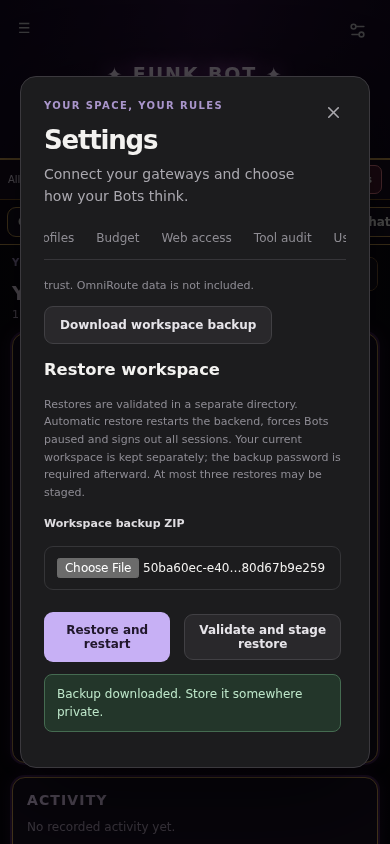 ☰
✦ FUNK BOT ✦
YOUR SPACE, YOUR RULES
×
Settings
Connect your gateways and choose
how your Bots think.
ofiles Budget Web access Tool audit Us
trust. OmniRoute data is not included.
Download workspace backup
Restore workspace
Restores are validated in a separate directory.
Automatic restore restarts the backend, forces Bots
paused and signs out all sessions. Your current
workspace is kept separately; the backup password is
required afterward. At most three restores may be
staged.
Workspace backup ZIP
Choose File 50ba60ec-e40…80d67b9e259
Restore and
restart
Validate and stage
restore
Backup downloaded. Store it somewhere
private.
ACTIVITY
No recorded activity yet.